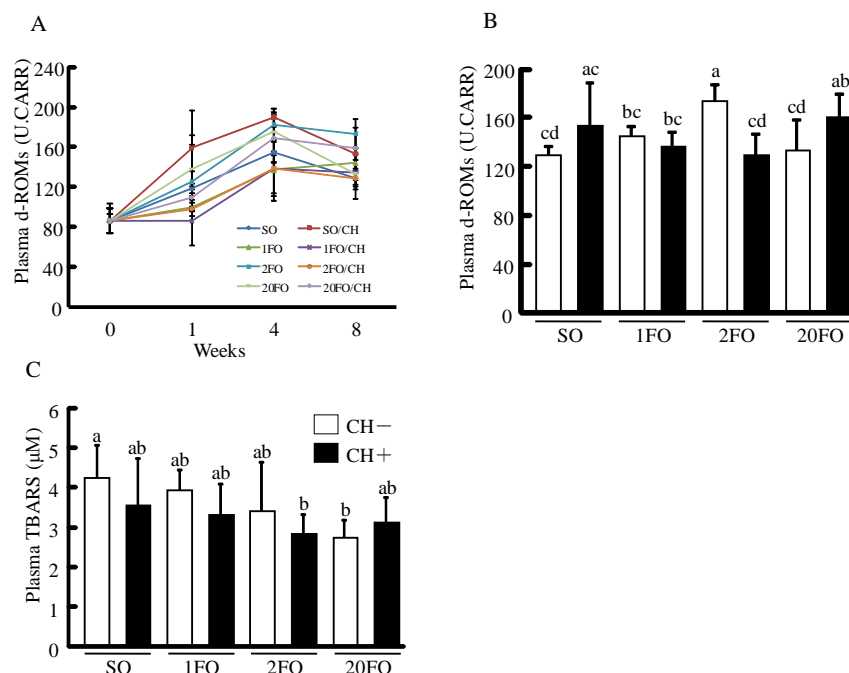 A
Plasma d-ROMs (U.CARR)
240
200
160
120
80
40
0
0 1 4 8
Weeks
SO SO/CH
1FO 1FO/CH
2FO 2FO/CH
20FO 20FO/CH
B
Plasma d-ROMs (U.CARR)
200
160
120
80
40
0
cd ac bc bc a cd cd ab
SO 1FO 2FO 20FO
C
Plasma TBARS (μM)
6
5
4
3
2
1
0
a ab ab ab ab b b ab
CH−
CH+
SO 1FO 2FO 20FO